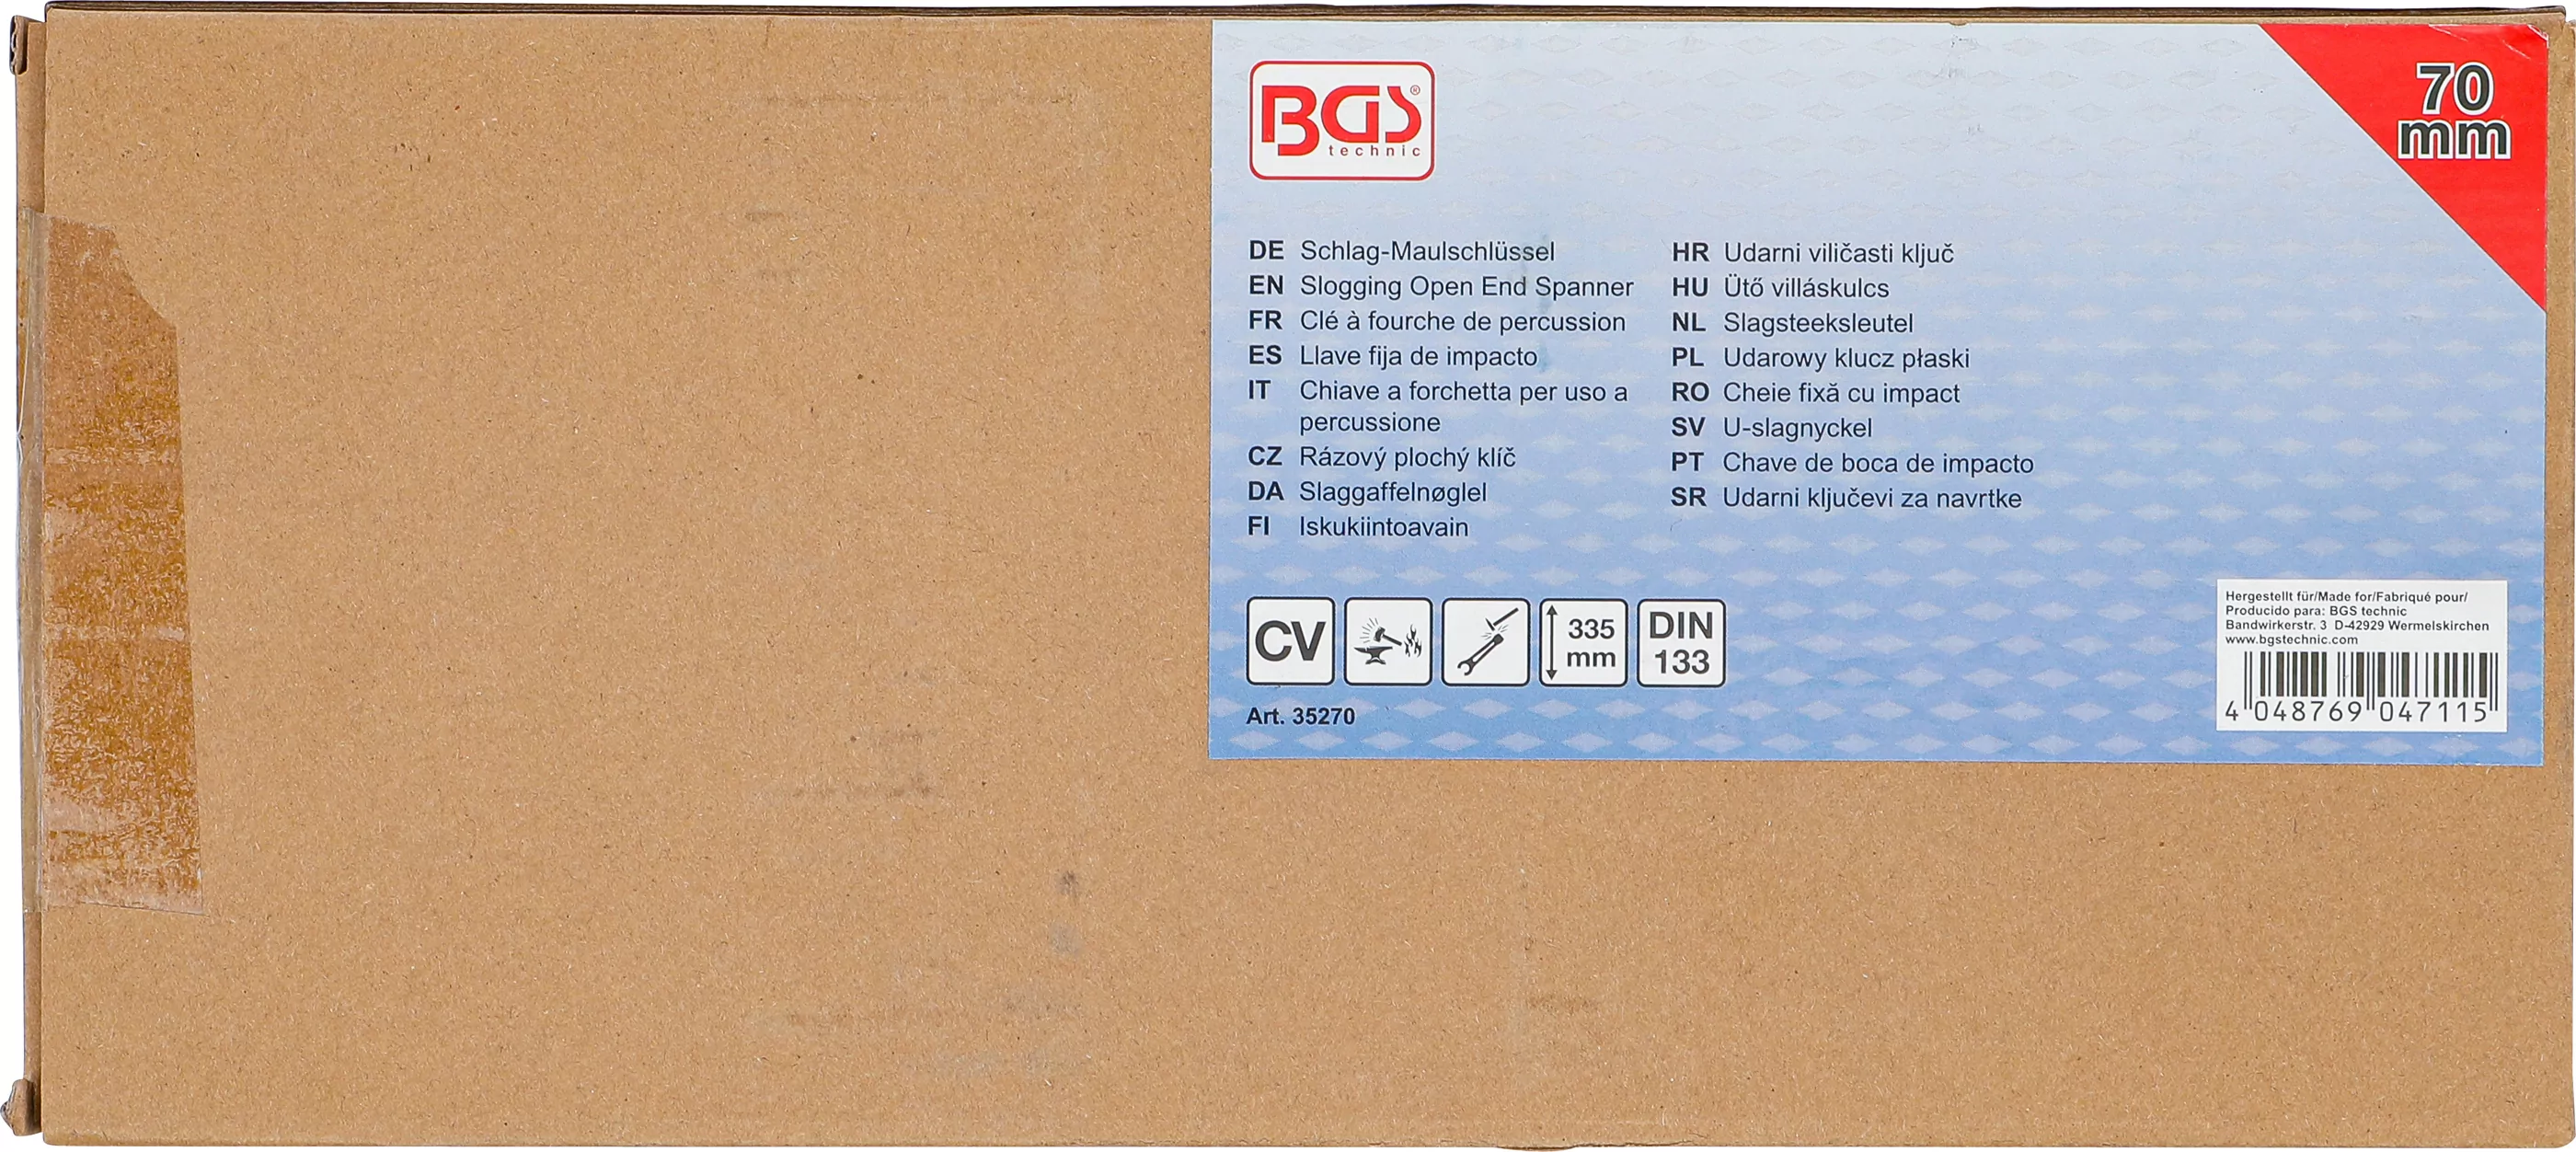 BGS®
technic
70
mm
DE Schlag-Maulschlüssel
EN Slogging Open End Spanner
FR Clé à fourche de percussion
ES Llave fija de impacto
IT Chiave a forchetta per uso a
percussione
CZ Rázový plochý klíč
DA Slaggaffelnøglel
FI Iskukiintoavain
HR Udarni viličasti ključ
HU Ütő villáskulcs
NL Slagsteeksleutel
PL Udarowy klucz płaski
RO Cheie fixă cu impact
SV U-slagnyckel
PT Chave de boca de impacto
SR Udarni ključevi za navrtke
CV
335
mm
DIN
133
Art. 35270
Hergestellt für/Made for/Fabriqué pour/
Producido para: BGS technic
Bandwirkerstr. 3 D-42929 Wermelskirchen
www.bgstechnic.com
4 048769 047115